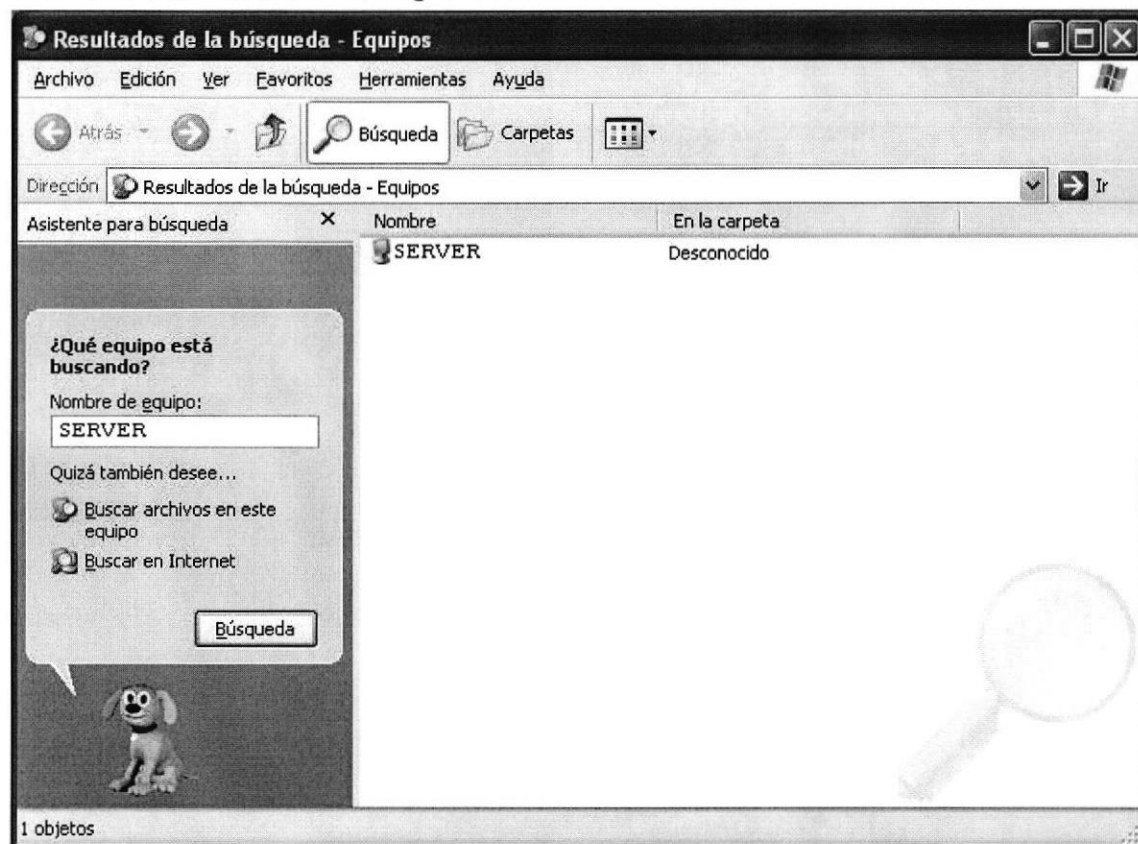 Resultados de la búsqueda - Equipos
Archivo Edición Ver Favoritos Herramientas Ayuda
Atrás Búsqueda Carpetas
Dirección Resultados de la búsqueda - Equipos Ir
Asistente para búsqueda Nombre En la carpeta
SERVER Desconocido
¿Qué equipo está
buscando?
Nombre de equipo:
SERVER
Quizá también desee...
Buscar archivos en este
equipo
Buscar en Internet
Búsqueda
1 objetos